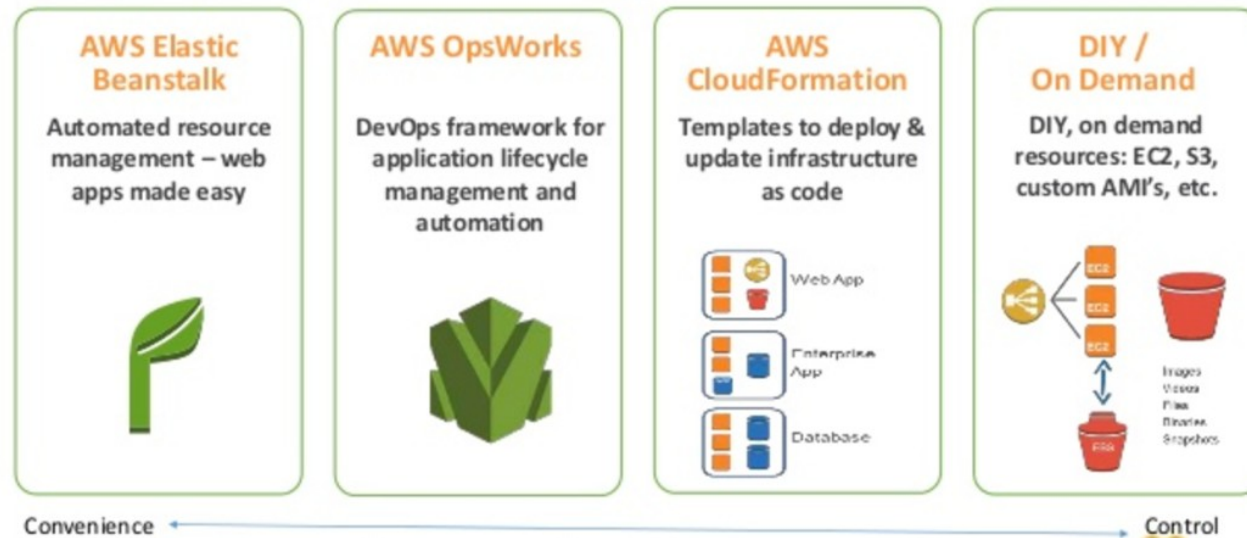 AWS Elastic
Beanstalk
Automated resource
management – web
apps made easy
AWS OpsWorks
DevOps framework for
application lifecycle
management and
automation
AWS
CloudFormation
Templates to deploy &
update infrastructure
as code
Web App
Enterprise
App
Database
DIY /
On Demand
DIY, on demand
resources: EC2, S3,
custom AMI's, etc.
EC2
EC2
EC2
EBS
Images
Videos
Files
Binaries
Snapshots
Convenience
Control